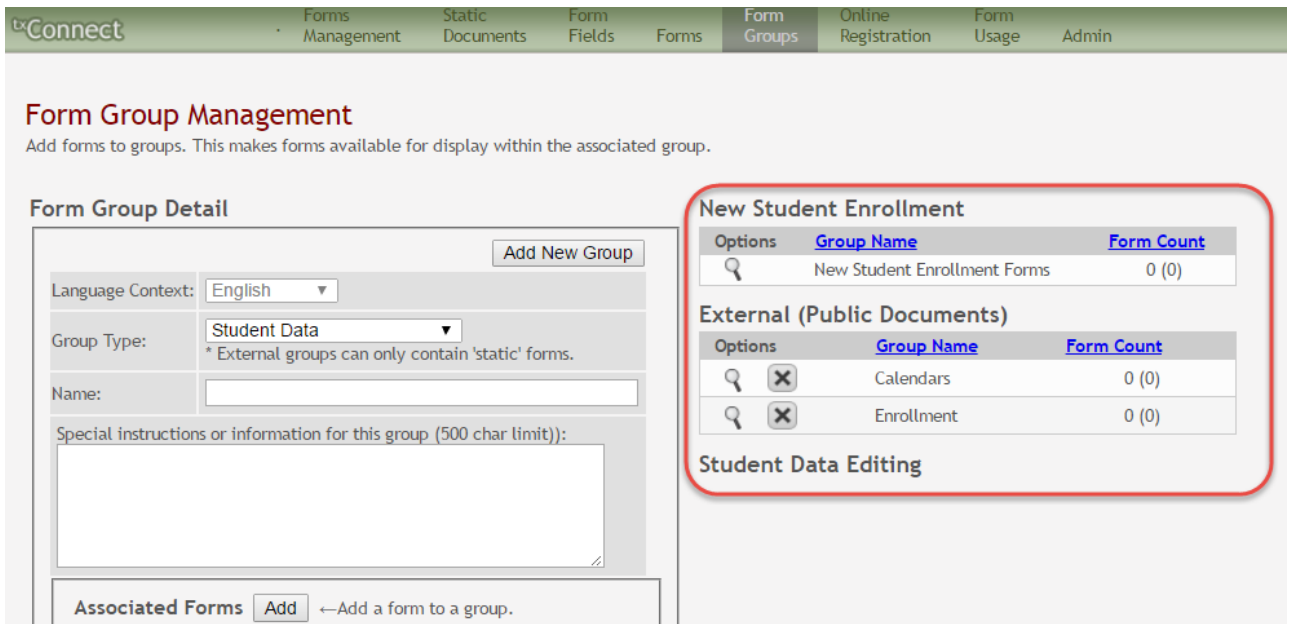 txConnect
Forms Management
Static Documents
Form Fields
Forms
Form Groups
Online Registration
Form Usage
Admin
Form Group Management
Add forms to groups. This makes forms available for display within the associated group.
Form Group Detail
Add New Group
Language Context: English
Group Type: Student Data
* External groups can only contain 'static' forms.
Name:
Special instructions or information for this group (500 char limit)):
Associated Forms Add ←Add a form to a group.
New Student Enrollment
Options Group Name Form Count
New Student Enrollment Forms 0 (0)
External (Public Documents)
Options Group Name Form Count
Calendars 0 (0)
Enrollment 0 (0)
Student Data Editing